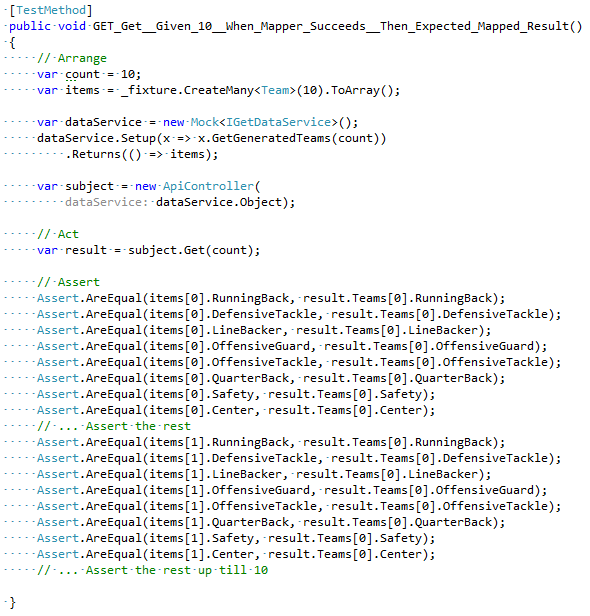 [TestMethod]
public void GET_Get__Given_10__When_Mapper_Succeeds__Then_Expected_Mapped_Result()
{
    // Arrange
    var count = 10;
    var items = _fixture.CreateMany<Team>(10).ToArray();

    var dataService = new Mock<IGetDataService>();
    dataService.Setup(x => x.GetGeneratedTeams(count))
        .Returns(() => items);

    var subject = new ApiController(
        dataService: dataService.Object);

    // Act
    var result = subject.Get(count);

    // Assert
    Assert.AreEqual(items[0].RunningBack, result.Teams[0].RunningBack);
    Assert.AreEqual(items[0].DefensiveTackle, result.Teams[0].DefensiveTackle);
    Assert.AreEqual(items[0].LineBacker, result.Teams[0].LineBacker);
    Assert.AreEqual(items[0].OffensiveGuard, result.Teams[0].OffensiveGuard);
    Assert.AreEqual(items[0].OffensiveTackle, result.Teams[0].OffensiveTackle);
    Assert.AreEqual(items[0].QuarterBack, result.Teams[0].QuarterBack);
    Assert.AreEqual(items[0].Safety, result.Teams[0].Safety);
    Assert.AreEqual(items[0].Center, result.Teams[0].Center);
    // ... Assert the rest
    Assert.AreEqual(items[1].RunningBack, result.Teams[0].RunningBack);
    Assert.AreEqual(items[1].DefensiveTackle, result.Teams[0].DefensiveTackle);
    Assert.AreEqual(items[1].LineBacker, result.Teams[0].LineBacker);
    Assert.AreEqual(items[1].OffensiveGuard, result.Teams[0].OffensiveGuard);
    Assert.AreEqual(items[1].OffensiveTackle, result.Teams[0].OffensiveTackle);
    Assert.AreEqual(items[1].QuarterBack, result.Teams[0].QuarterBack);
    Assert.AreEqual(items[1].Safety, result.Teams[0].Safety);
    Assert.AreEqual(items[1].Center, result.Teams[0].Center);
    // ... Assert the rest up till 10

}